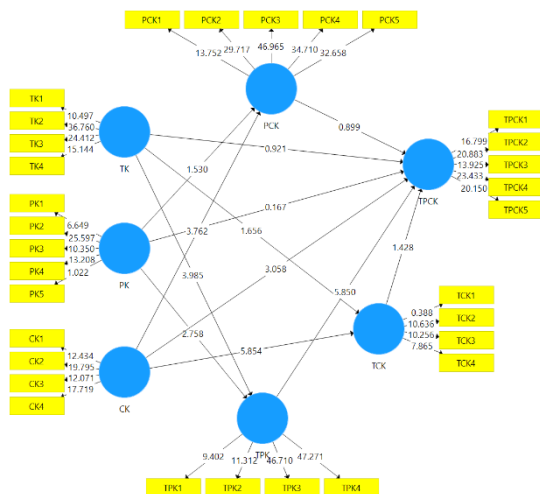 PCK1 PCK2 PCK3 PCK4 PCK5
13.752 29.717 46.965 34.710 32.658
PCK
TK1
TK2
TK3
TK4
10.497
36.760
24.412
15.144
TK
0.899
0.921
TPCK1
TPCK2
TPCK3
TPCK4
TPCK5
16.799
20.883
13.925
23.433
20.150
TPCK
1.530
0.167
PK1
PK2
PK3
PK4
PK5
6.649
25.597
10.350
13.208
1.022
PK
3.762
1.656
1.428
3.985
3.058
5.850
2.758
5.854
TCK1
TCK2
TCK3
TCK4
0.388
10.636
10.256
7.865
TCK
CK1
CK2
CK3
CK4
12.434
19.795
12.071
17.719
CK
TPK
9.402 11.312 46.710 47.271
TPK1 TPK2 TPK3 TPK4